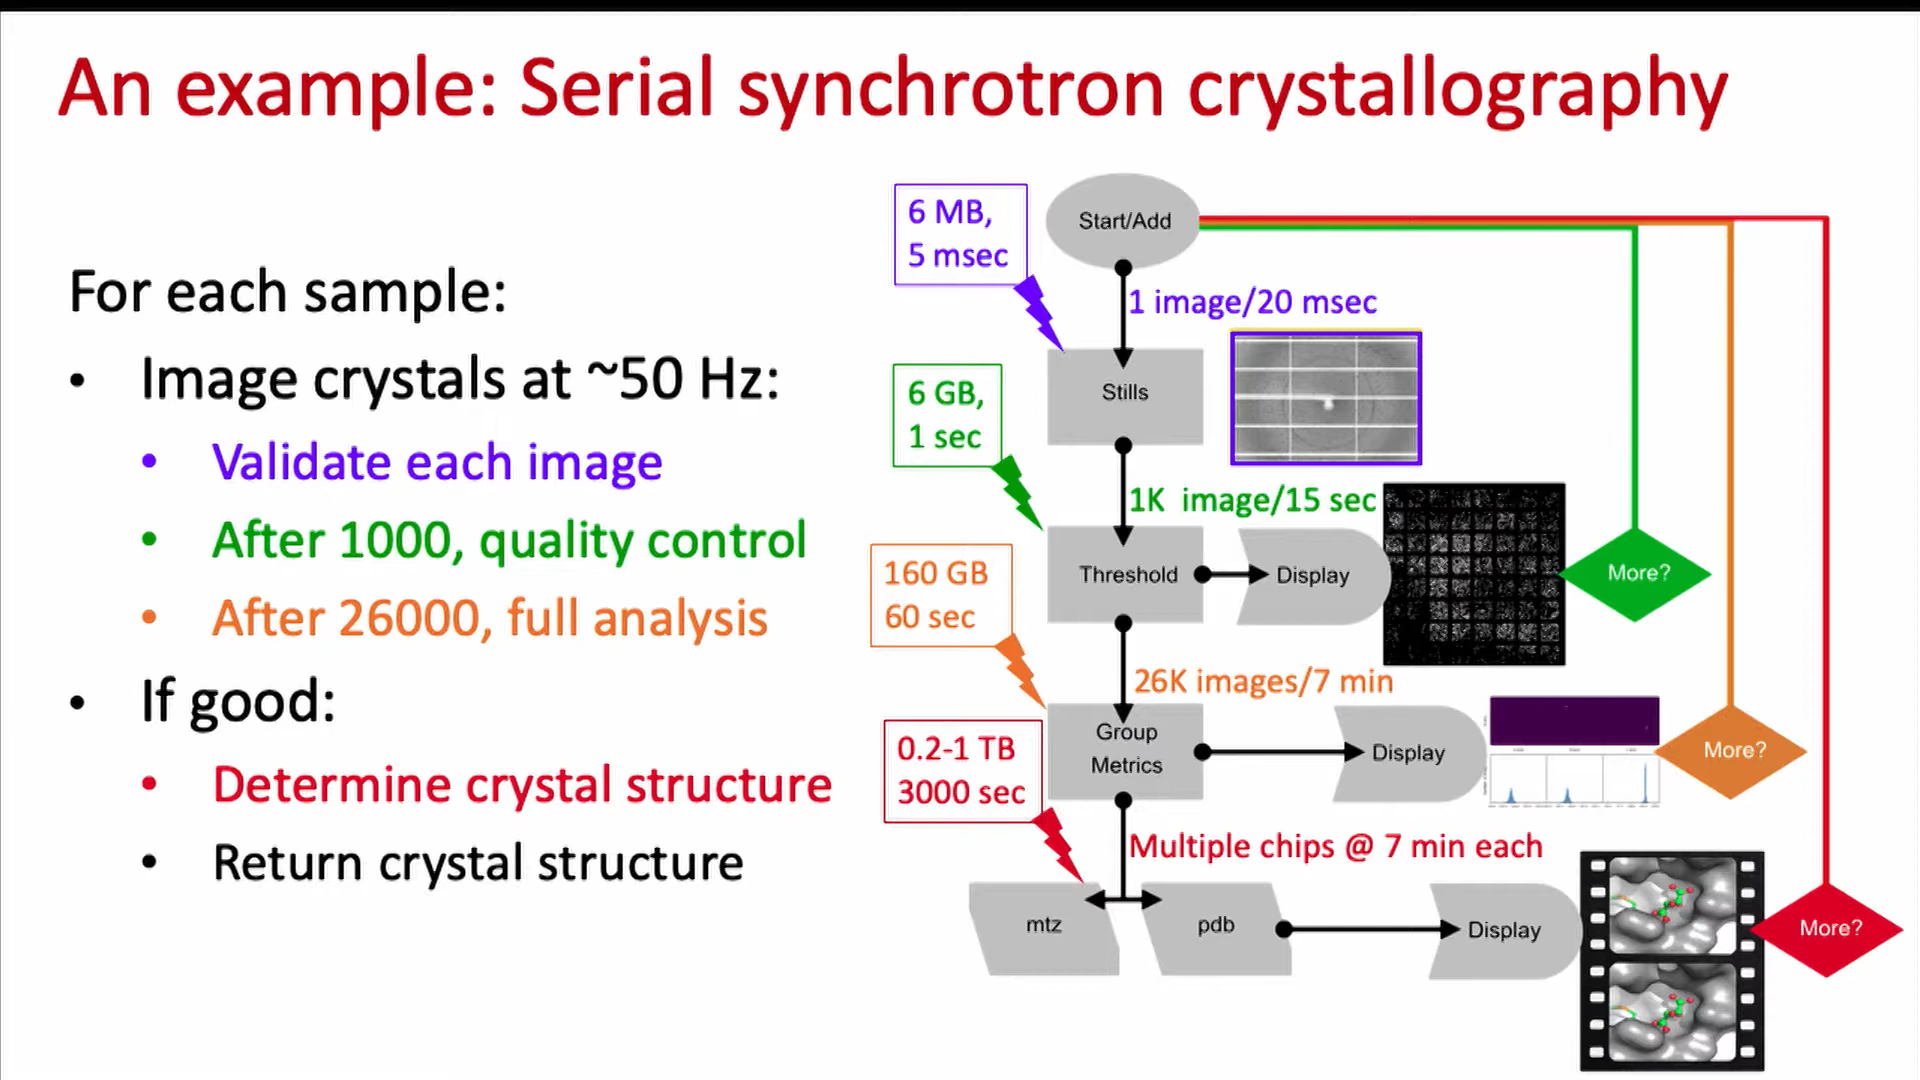 An example: Serial synchrotron crystallography
For each sample:
• Image crystals at ~50 Hz:
• Validate each image
• After 1000, quality control
• After 26000, full analysis
• If good:
• Determine crystal structure
• Return crystal structure
6 MB,
5 msec
Start/Add
1 image/20 msec
Stills
6 GB,
1 sec
1K image/15 sec
Threshold
Display
More?
160 GB
60 sec
26K images/7 min
Group
Metrics
Display
More?
0.2-1 TB
3000 sec
Multiple chips @ 7 min each
mtz
pdb
Display
More?